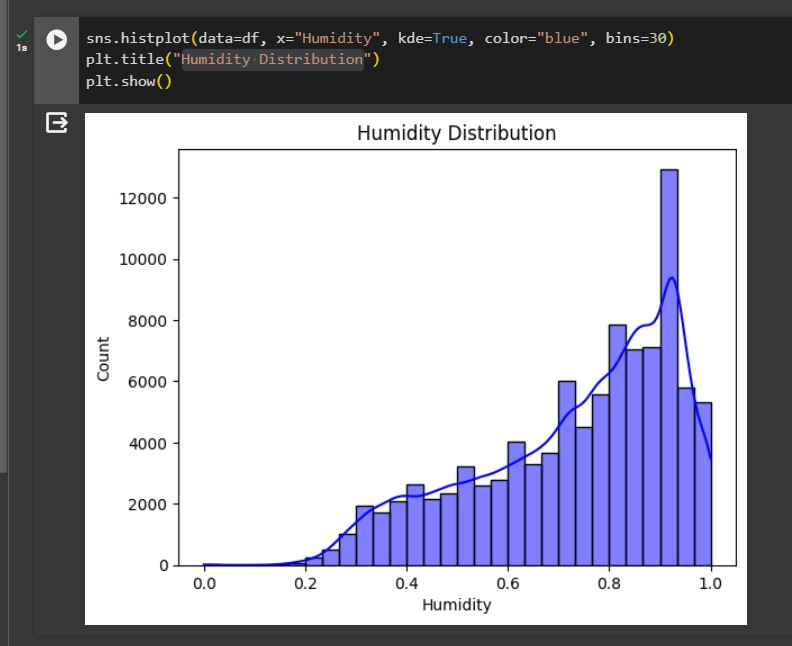 sns.histplot(data=df, x="Humidity", kde=True, color="blue", bins=30)
1s
plt.title("Humidity Distribution")
plt.show()
Humidity Distribution
12000
10000
8000
6000
4000
2000
0
Count
0.0 0.2 0.4 0.6 0.8 1.0
Humidity